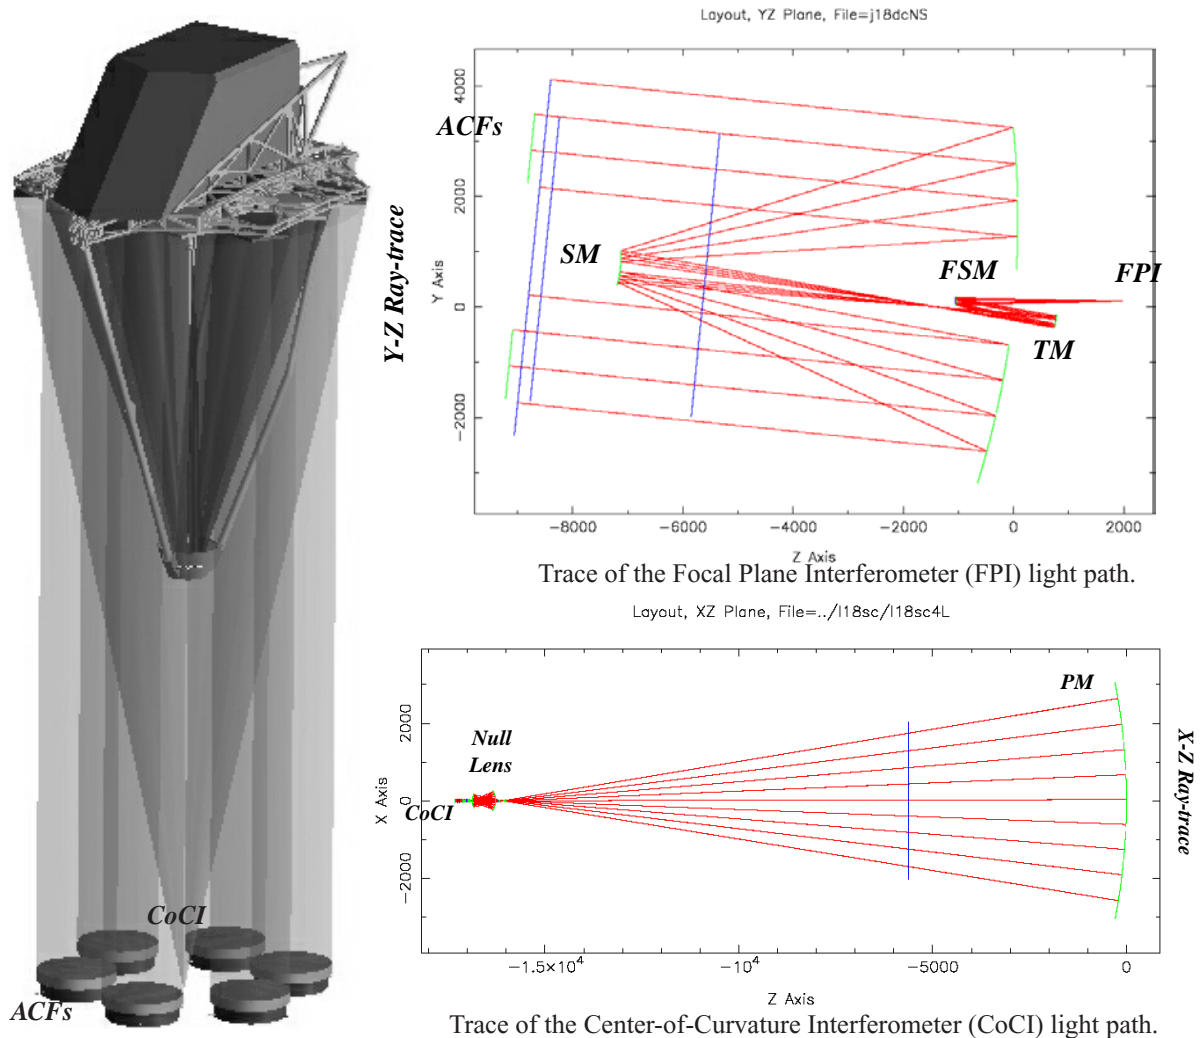 Layout, YZ Plane, File=j18dcNS
ACFs
SM
FSM
FPI
TM
Y Axis
4000
2000
0
-2000
-8000
-6000
-4000
-2000
0
2000
Z Axis
Y-Z Ray-trace
Trace of the Focal Plane Interferometer (FPI) light path.
Layout, XZ Plane, File=../l18sc/l18sc4L
PM
Null
Lens
CoCI
X Axis
2000
0
-2000
X-Z Ray-trace
-1.5×10⁴
-10⁴
-5000
0
Z Axis
Trace of the Center-of-Curvature Interferometer (CoCI) light path.
CoCI
ACFs